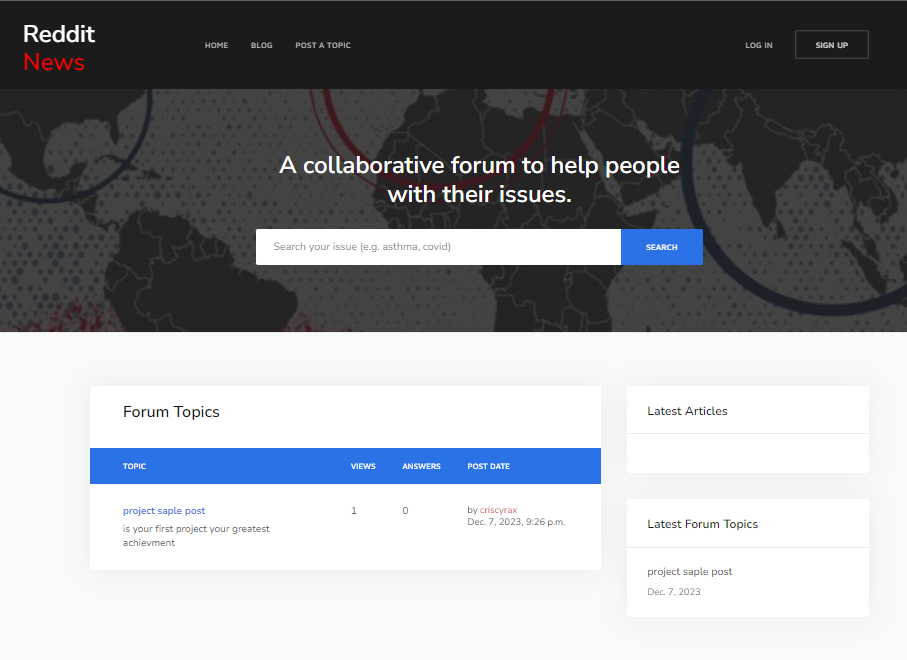 Reddit
News
HOME BLOG POST A TOPIC
LOG IN SIGN UP
A collaborative forum to help people
with their issues.
Search your issue (e.g. asthma, covid) SEARCH
Forum Topics
TOPIC VIEWS ANSWERS POST DATE
project saple post 1 0 by criscyrax
Dec. 7, 2023, 9:26 p.m.
is your first project your greatest
achievment
Latest Articles
Latest Forum Topics
project saple post
Dec. 7, 2023